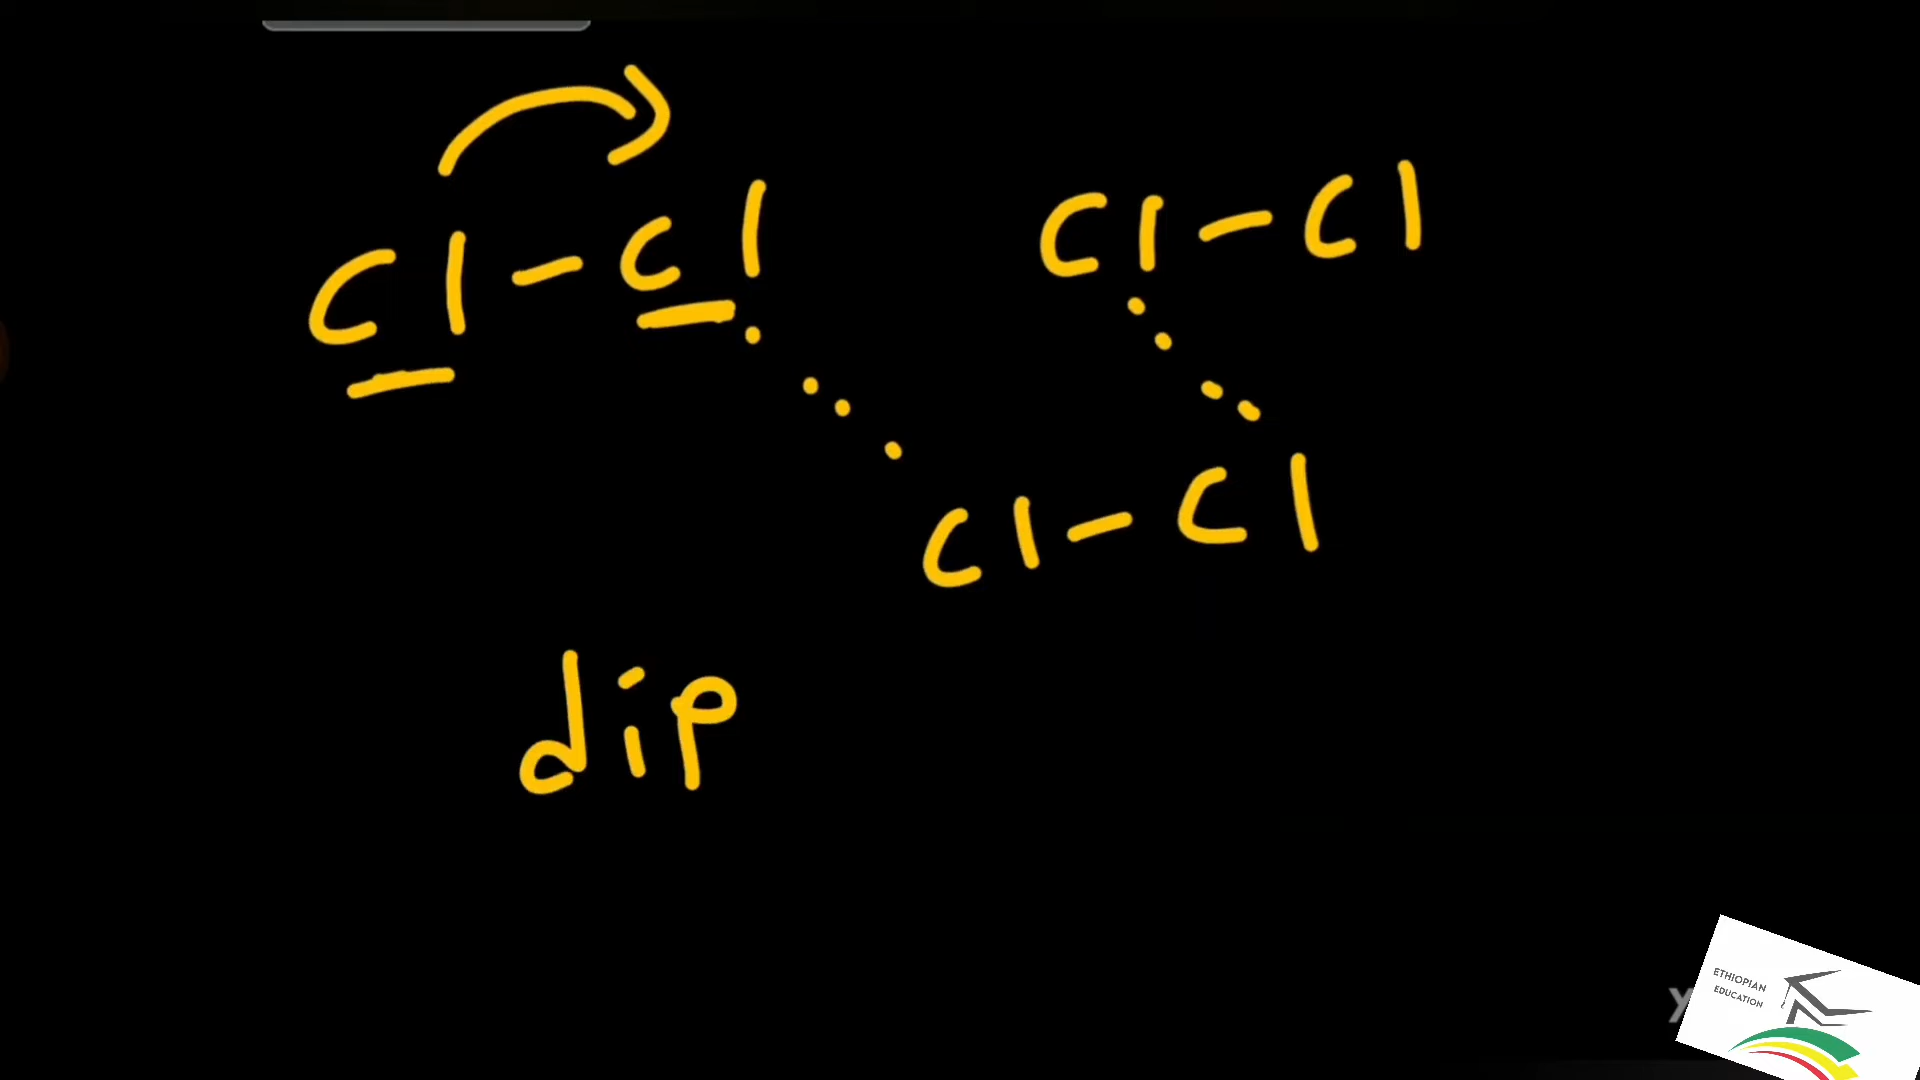 Cl-Cl Cl-Cl
Cl-Cl
dip
ETHIOPIAN
EDUCATION